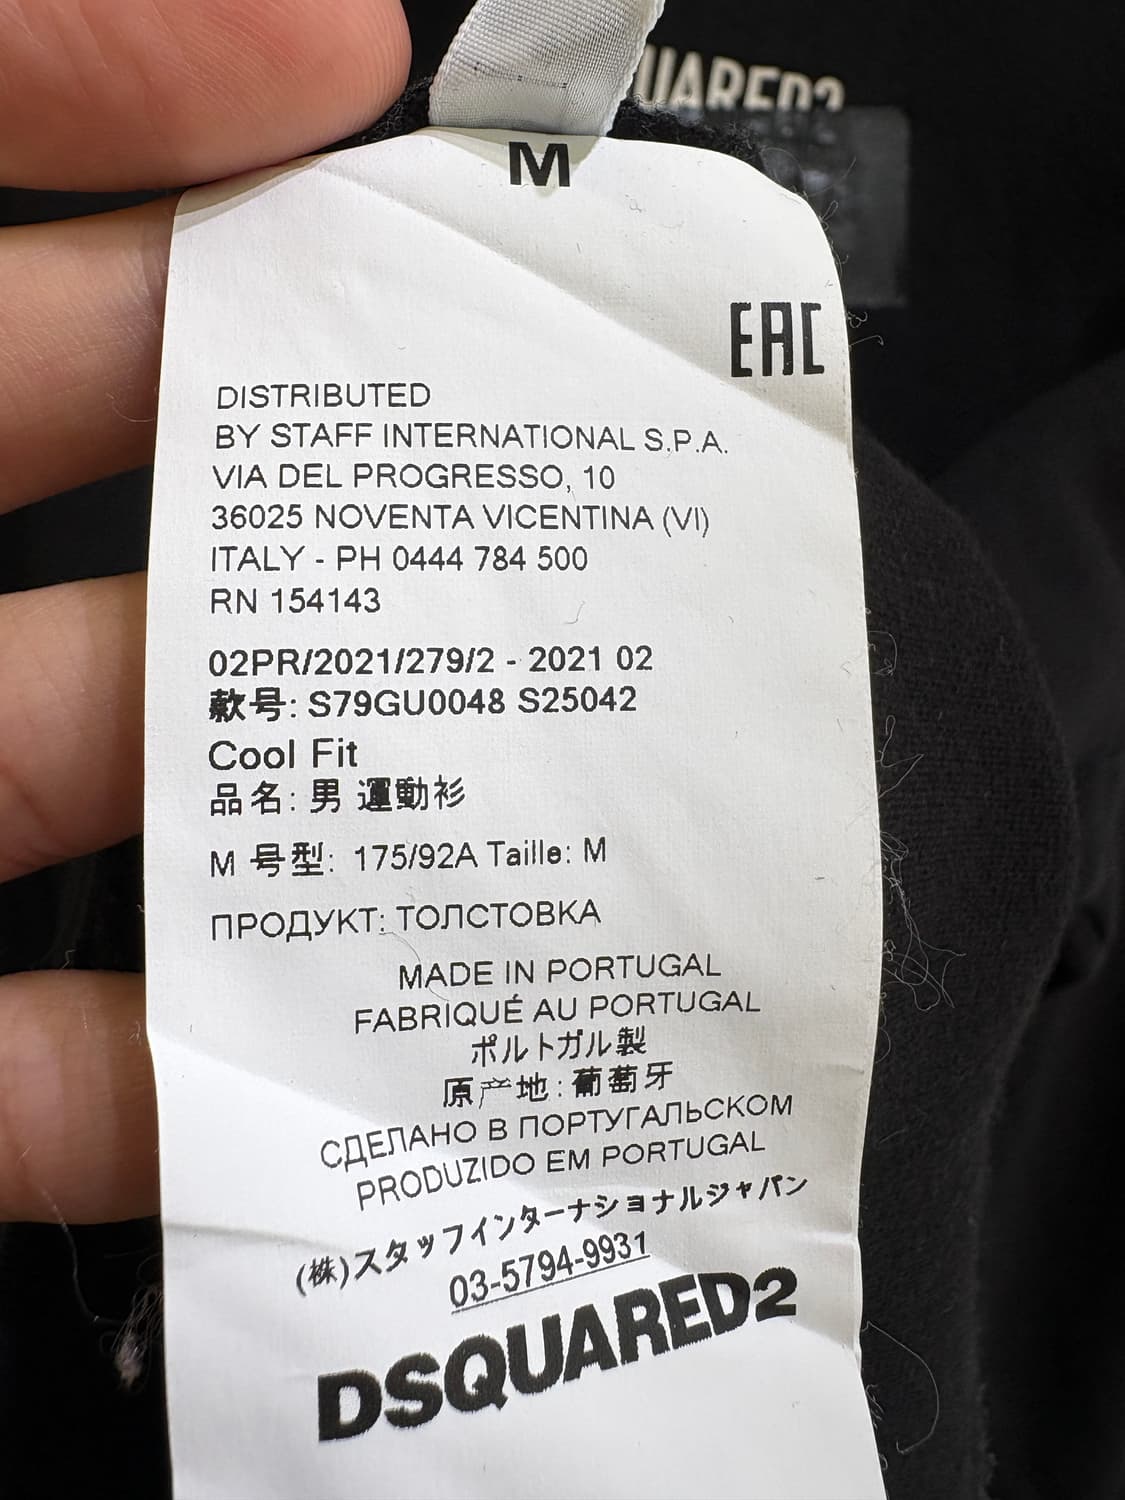 UARED2
M
EAC
DISTRIBUTED
BY STAFF INTERNATIONAL S.P.A.
VIA DEL PROGRESSO, 10
36025 NOVENTA VICENTINA (VI)
ITALY - PH 0444 784 500
RN 154143
02PR/2021/279/2 - 2021 02
款号: S79GU0048 S25042
Cool Fit
品名: 男 運動衫
M 号型: 175/92A Taille: M
ПРОДУКТ: ТОЛСТОВКА
MADE IN PORTUGAL
FABRIQUÉ AU PORTUGAL
ポルトガル製
原产地: 葡萄牙
СДЕЛАНО В ПОРТУГАЛЬСКОМ
PRODUZIDO EM PORTUGAL
(株)スタッフインターナショナルジャパン
03-5794-9931
DSQUARED2